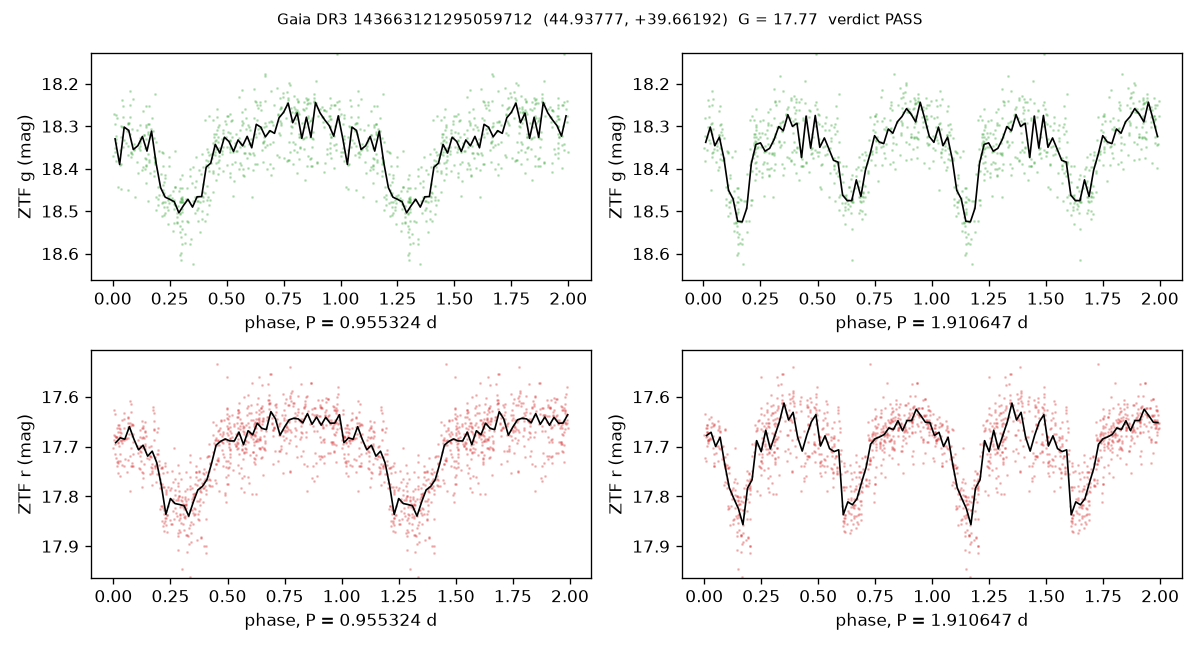 Gaia DR3 143663121295059712 (44.93777, +39.66192) G = 17.77 verdict PASS
ZTF g (mag)
18.2
18.3
18.4
18.5
18.6
0.00 0.25 0.50 0.75 1.00 1.25 1.50 1.75 2.00
phase, P = 0.955324 d
ZTF g (mag)
18.2
18.3
18.4
18.5
18.6
0.00 0.25 0.50 0.75 1.00 1.25 1.50 1.75 2.00
phase, P = 1.910647 d
ZTF r (mag)
17.6
17.7
17.8
17.9
0.00 0.25 0.50 0.75 1.00 1.25 1.50 1.75 2.00
phase, P = 0.955324 d
ZTF r (mag)
17.6
17.7
17.8
17.9
0.00 0.25 0.50 0.75 1.00 1.25 1.50 1.75 2.00
phase, P = 1.910647 d